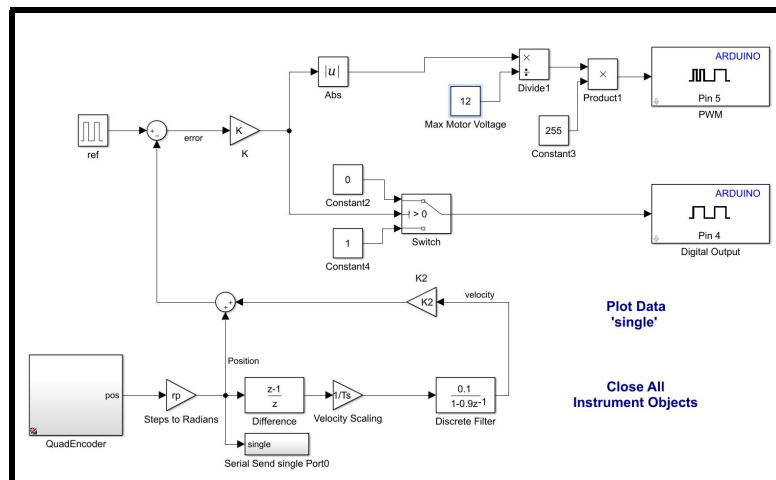 ARDUINO
|u|
×
÷
×
Pin 5
Abs
Divide1
Product1
PWM
12
Max Motor Voltage
255
Constant3
+
−
error
K
K
ref
0
Constant2
> 0
Switch
1
Constant4
ARDUINO
Pin 4
Digital Output
K2
K2
velocity
+
+
Plot Data
'single'
Position
pos
QuadEncoder
rp
Steps to Radians
z-1
z
Difference
1/Ts
Velocity Scaling
0.1
1-0.9z-1
Discrete Filter
Close All
Instrument Objects
single
Serial Send single Port0